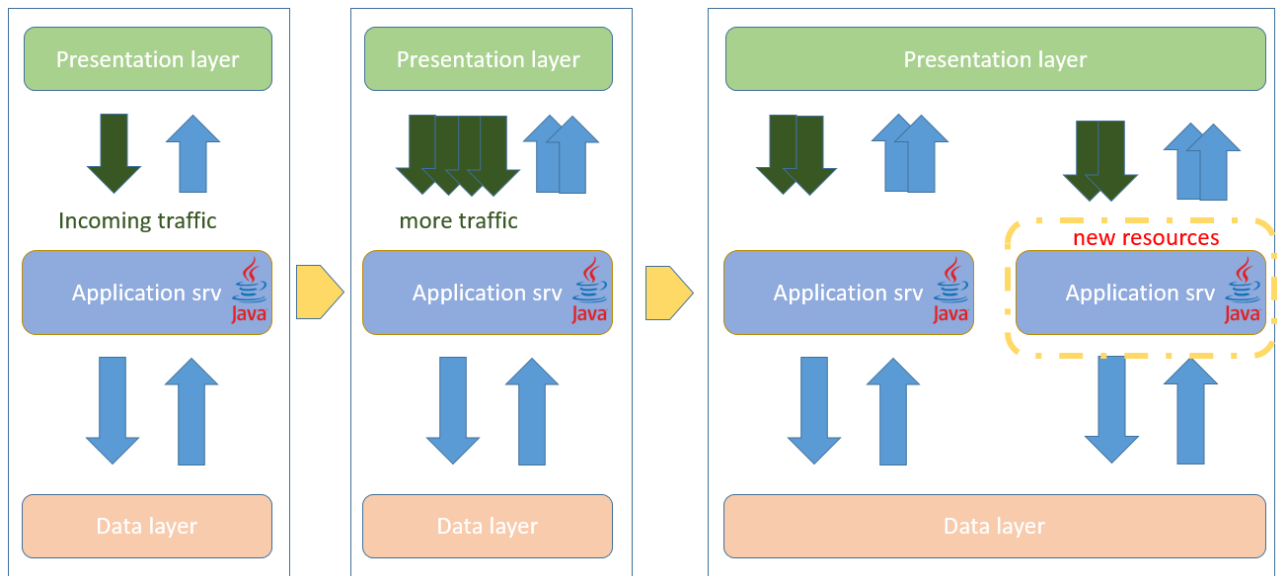 Presentation layer
Incoming traffic
Application srv
Java
Data layer
Presentation layer
more traffic
Application srv
Java
Data layer
Presentation layer
new resources
Application srv
Java
Application srv
Java
Data layer